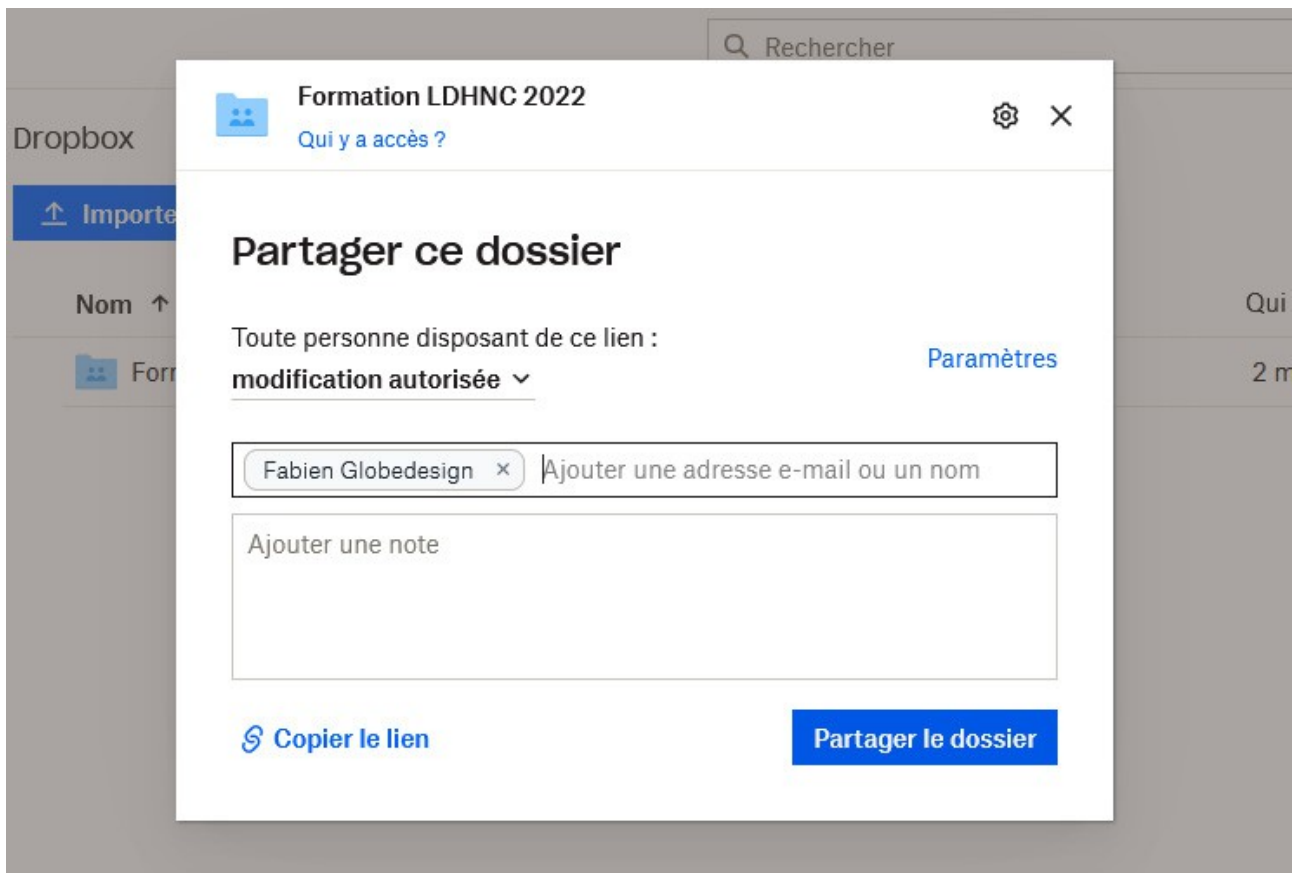 Rechercher
Formation LDHNC 2022
Qui y a accès ?
Dropbox
Importe
Partager ce dossier
Nom ↑
Qui
Toute personne disposant de ce lien :
modification autorisée
Paramètres
Forr
2 m
Fabien Globedesign × Ajouter une adresse e-mail ou un nom
Ajouter une note
Copier le lien
Partager le dossier